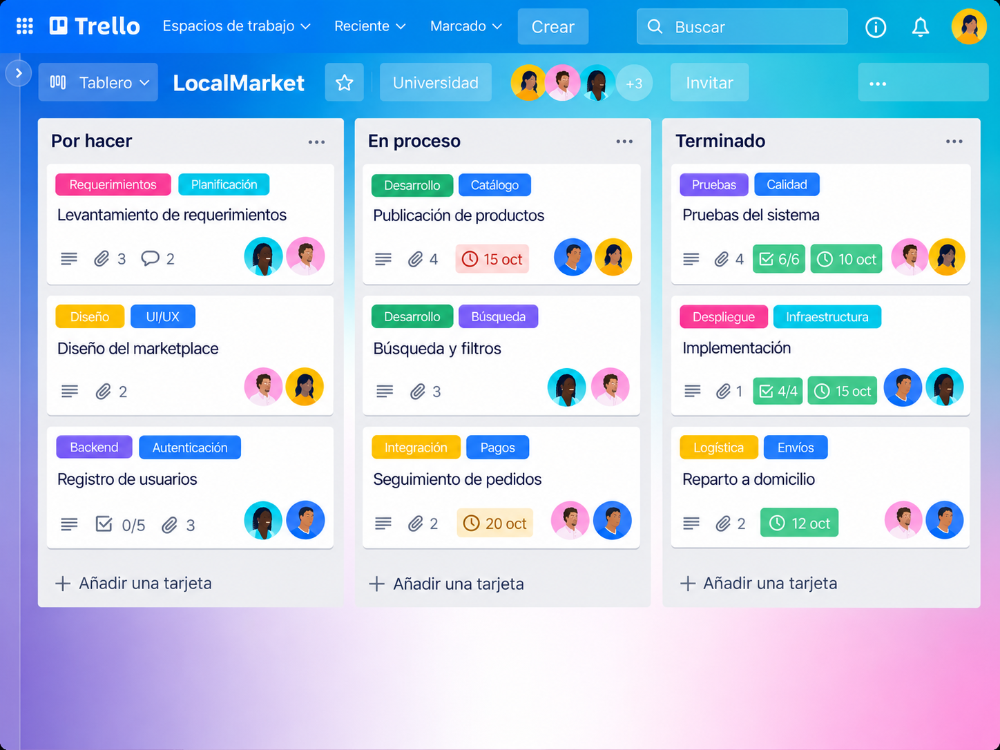 Trello
Espacios de trabajo
Reciente
Marcado
Crear
Buscar
Tablero
LocalMarket
Universidad
+3
Invitar
Por hacer
Requerimientos
Planificación
Levantamiento de requerimientos
3
2
Diseño
UI/UX
Diseño del marketplace
2
Backend
Autenticación
Registro de usuarios
0/5
3
+ Añadir una tarjeta
En proceso
Desarrollo
Catálogo
Publicación de productos
4
15 oct
Desarrollo
Búsqueda
Búsqueda y filtros
3
Integración
Pagos
Seguimiento de pedidos
2
20 oct
+ Añadir una tarjeta
Terminado
Pruebas
Calidad
Pruebas del sistema
4
6/6
10 oct
Despliegue
Infraestructura
Implementación
1
4/4
15 oct
Logística
Envíos
Reparto a domicilio
2
12 oct
+ Añadir una tarjeta